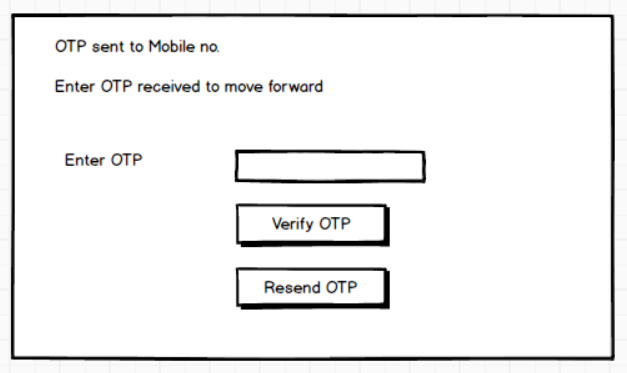 OTP sent to Mobile no.
Enter OTP received to move forward
Enter OTP
Verify OTP
Resend OTP